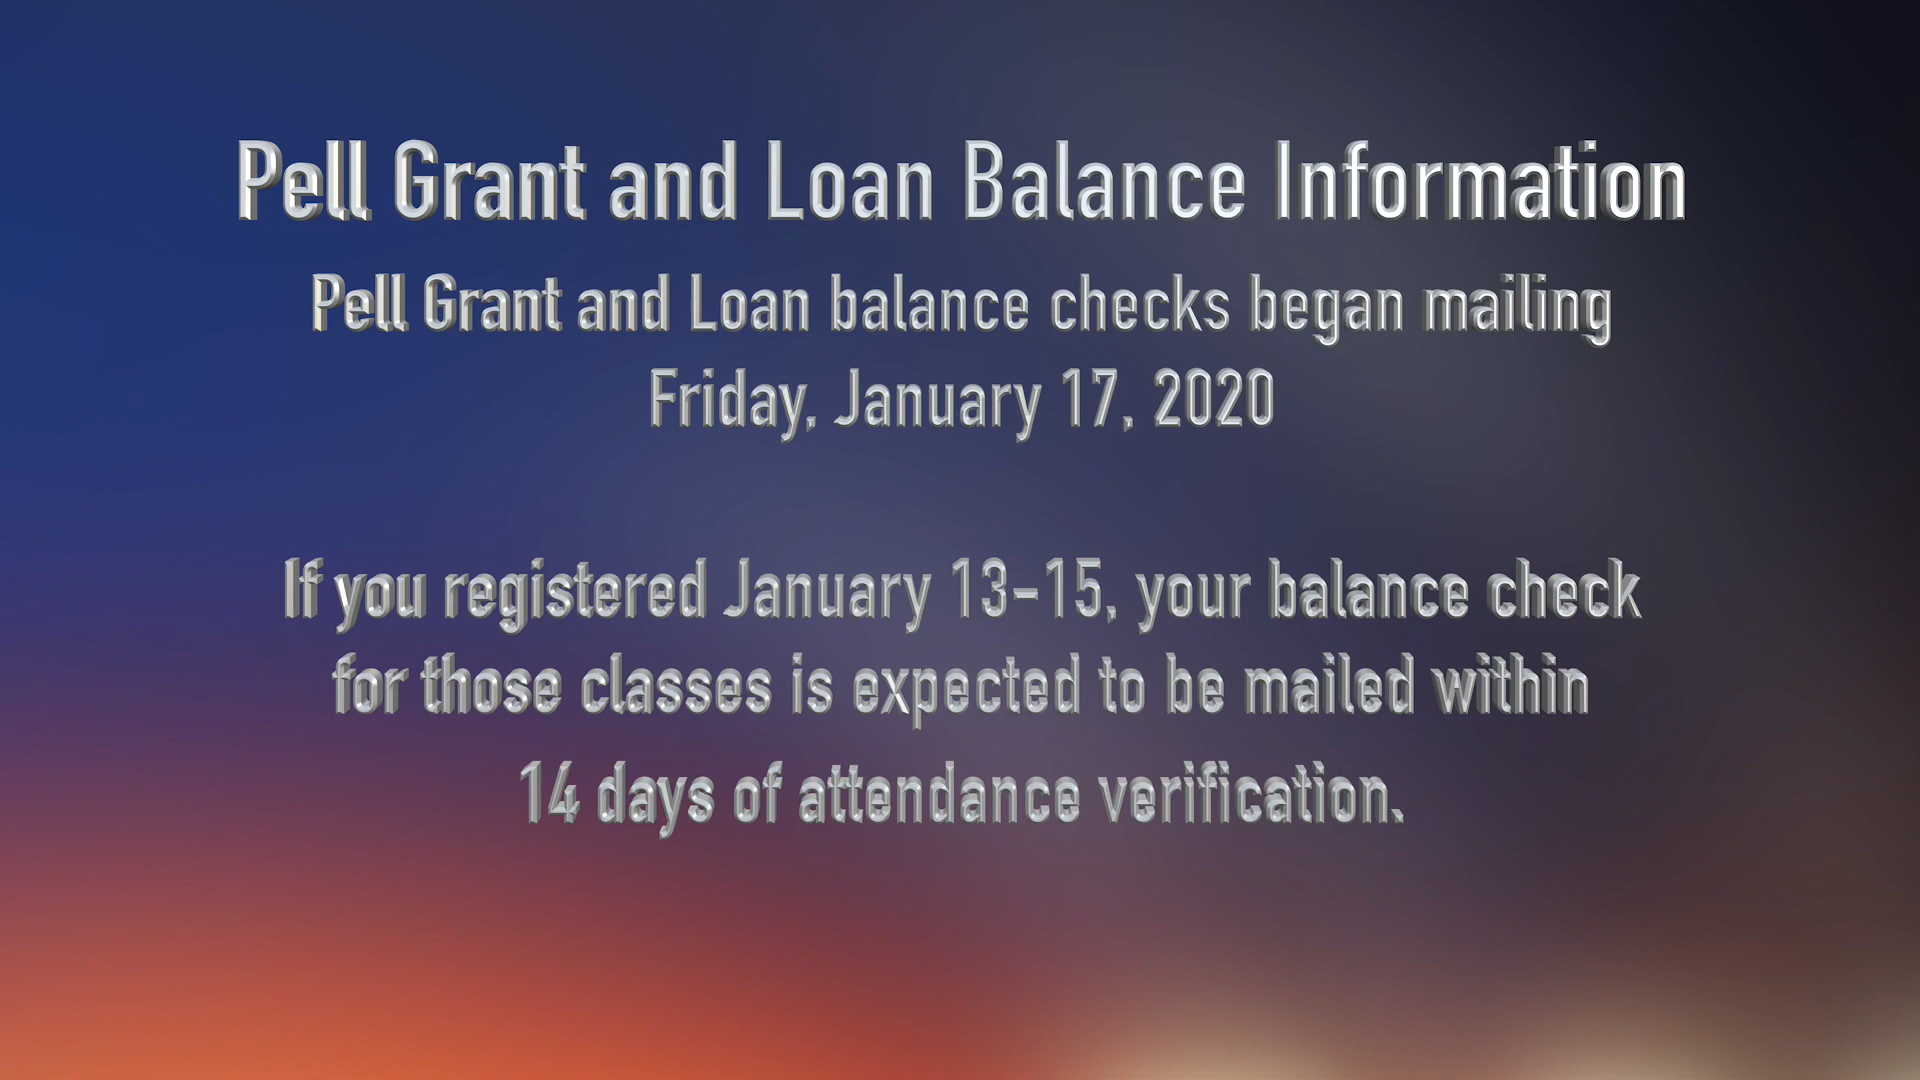 Pell Grant and Loan Balance Information
Pell Grant and Loan balance checks began mailing
Friday, January 17, 2020
If you registered January 13-15, your balance check
for those classes is expected to be mailed within
14 days of attendance verification.